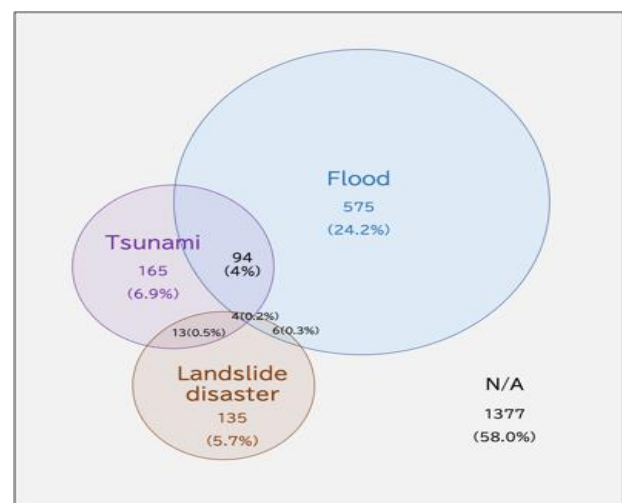 Flood
575
(24.2%)
Tsunami
165
(6.9%)
94
(4%)
4(0.2%)
13(0.5%)
6(0.3%)
Landslide
disaster
135
(5.7%)
N/A
1377
(58.0%)